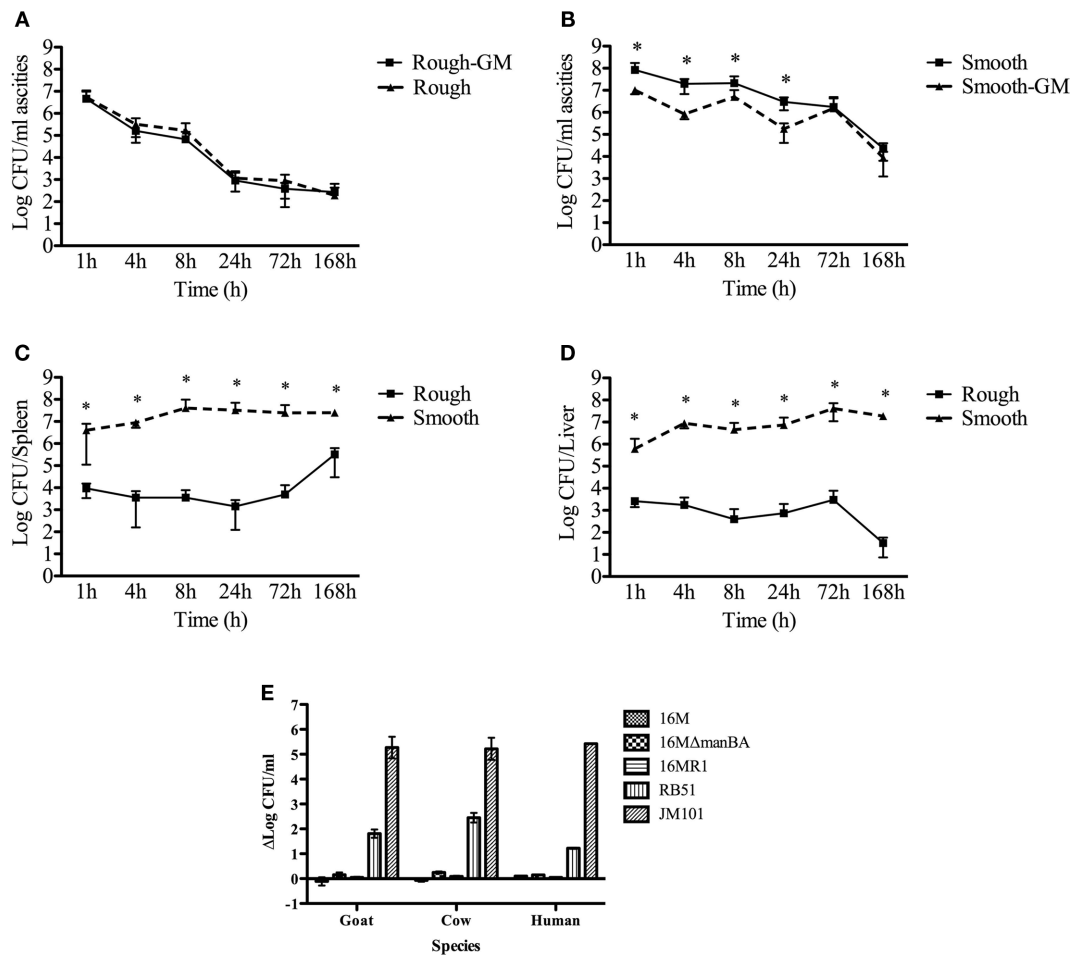 A
Log CFU/ml ascities
9
8
7
6
5
4
3
2
1
0
1h 4h 8h 24h 72h 168h
Time (h)
Rough-GM
Rough
B
Log CFU/ml ascities
9
8
7
6
5
4
3
2
1
0
* * * *
1h 4h 8h 24h 72h 168h
Time (h)
Smooth
Smooth-GM
C
Log CFU/Spleen
9
8
7
6
5
4
3
2
1
0
* * * * * *
1h 4h 8h 24h 72h 168h
Time (h)
Rough
Smooth
D
Log CFU/Liver
9
8
7
6
5
4
3
2
1
0
* * * * * *
1h 4h 8h 24h 72h 168h
Time (h)
Rough
Smooth
E
ΔLog CFU/ml
7
6
5
4
3
2
1
0
-1
Goat Cow Human
Species
16M
16MΔmanBA
16MR1
RB51
JM101